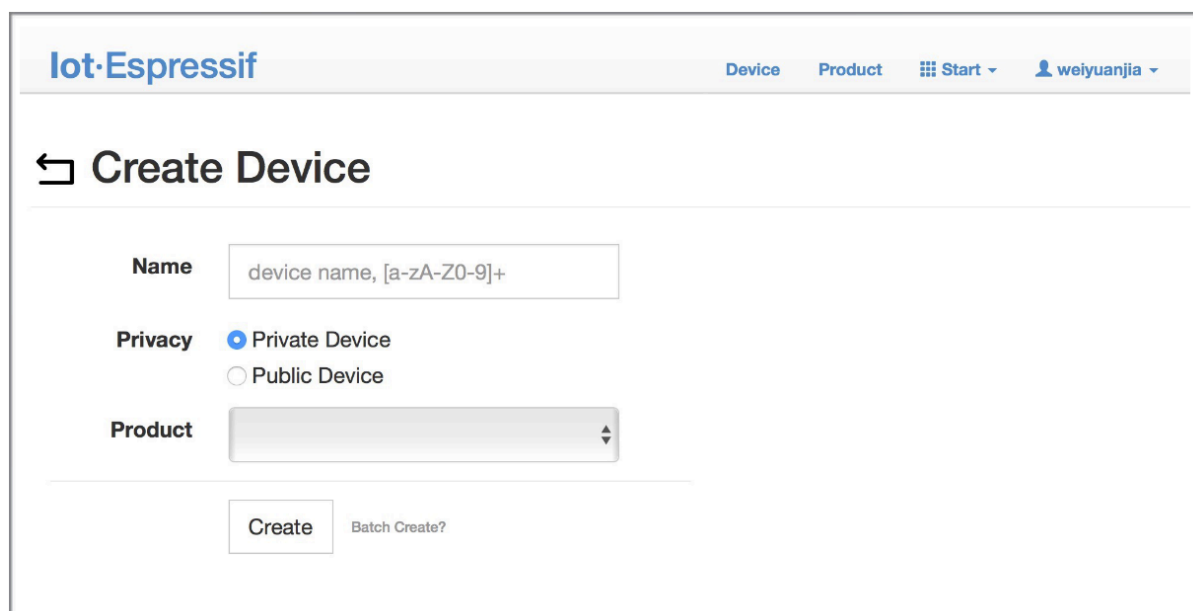 Iot·Espressif
Device Product Start weiyuanjia
Create Device
Name device name, [a-zA-Z0-9]+
Privacy Private Device
Public Device
Product
Create Batch Create?